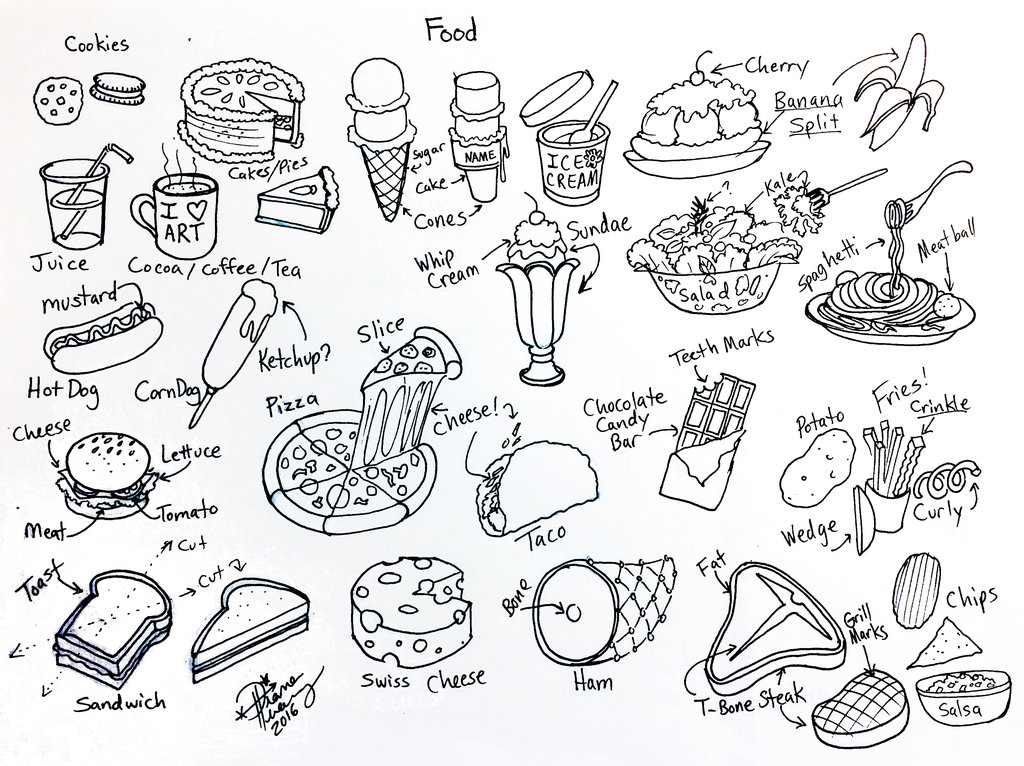 Food
Cookies
Cherry
Banana
Split
Cakes/Pies
Sugar
Cake
Cones
NAME
ICE
CREAM
I ♡
ART
Juice
Cocoa/Coffee/Tea
Whip
Cream
Sundae
?
Kale
Salad
Spaghetti
Meatball
mustard
Hot Dog
Corn Dog
Ketchup?
Slice
Pizza
Cheese!
Taco
Teeth Marks
Chocolate
Candy
Bar
Potato
Fries!
Crinkle
Wedge
Curly
Cheese
Lettuce
Meat
Tomato
Toast
Cut
Cut
Sandwich
Diana
2016
Swiss Cheese
Bone
Ham
Fat
T-Bone Steak
Grill
Marks
Chips
Salsa